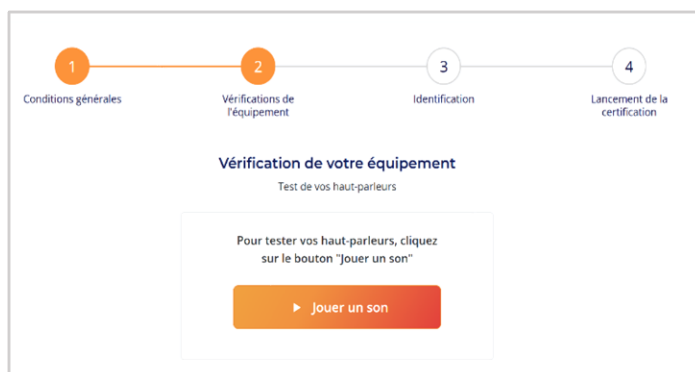 1
2
3
4
Conditions générales
Vérifications de
l'équipement
Identification
Lancement de la
certification
Vérification de votre équipement
Test de vos haut-parleurs
Pour tester vos haut-parleurs, cliquez
sur le bouton "Jouer un son"
Jouer un son